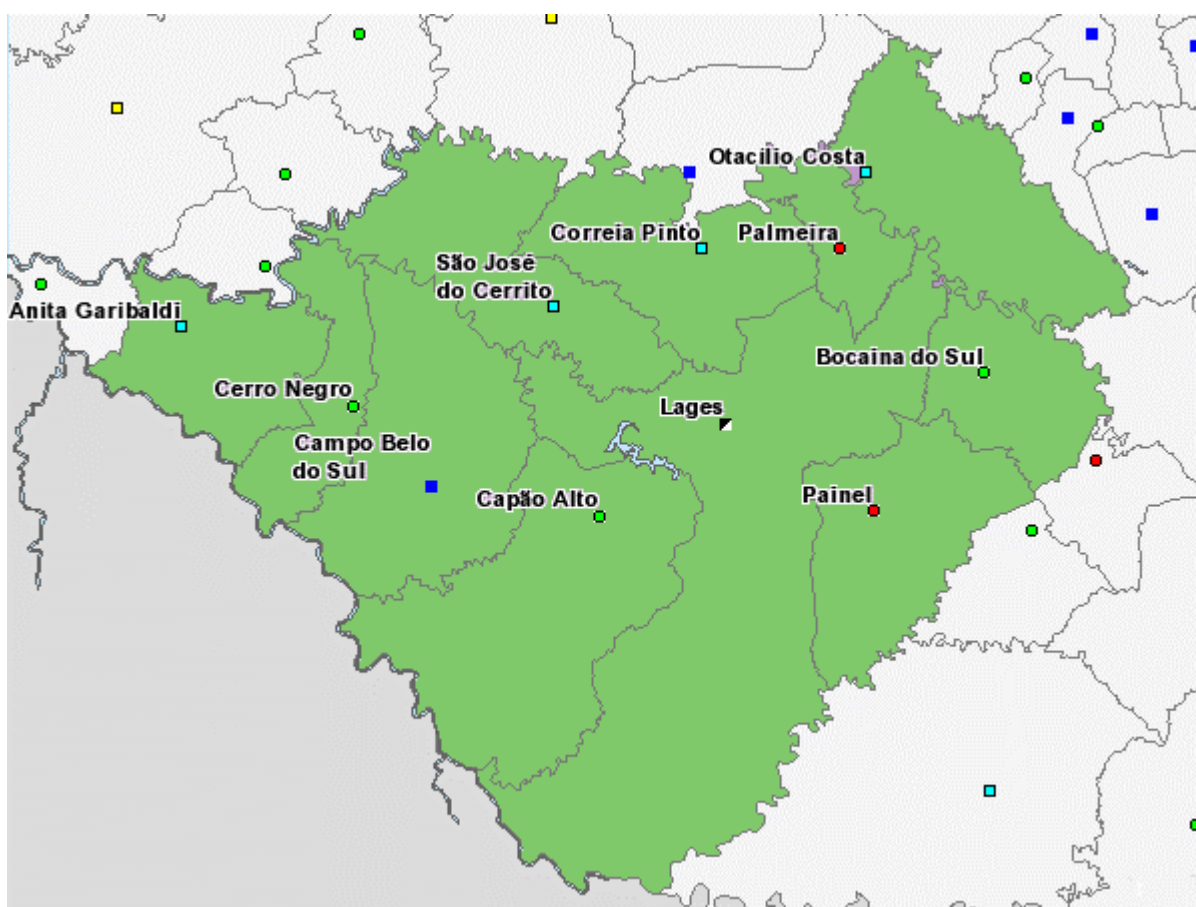 Otacílio Costa
Correia Pinto
Palmeira
São José
do Cerrito
Anita Garibaldi
Bocaina do Sul
Cerro Negro
Lages
Campo Belo
do Sul
Capão Alto
Painel